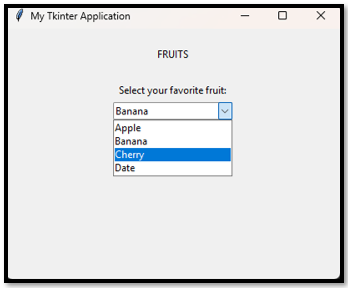 My Tkinter Application
FRUITS
Select your favorite fruit:
Banana
Apple
Banana
Cherry
Date